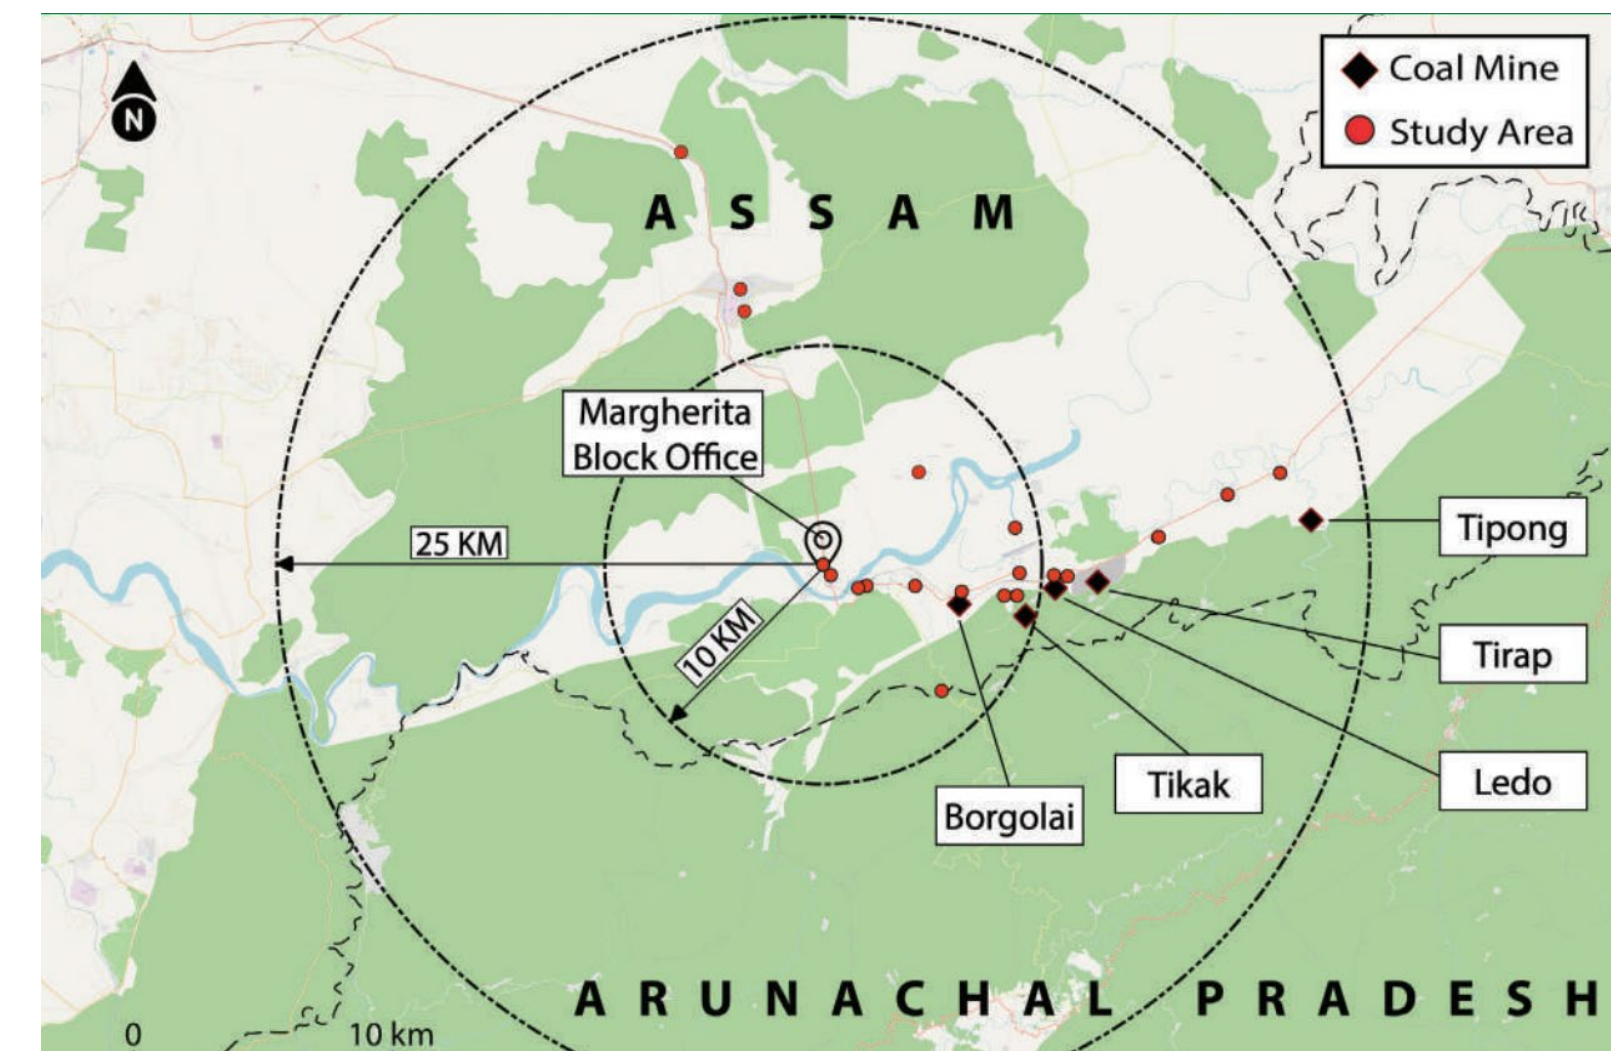 Coal Mine
Study Area
N
A S S A M
Margherita
Block Office
25 KM
10 KM
Tipong
Tirap
Ledo
Tikak
Borgolai
A R U N A C H A L P R A D E S H
0 10 km